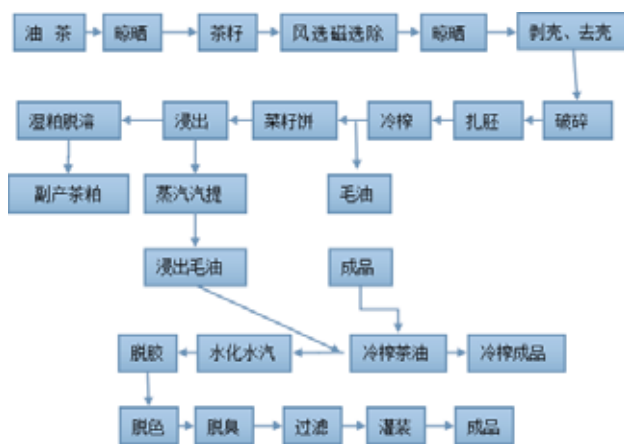 油 茶
晾晒
茶籽
风选磁选除
晾晒
剥壳、去壳
湿粕脱溶
浸出
菜籽饼
冷榨
扎胚
破碎
副产茶粕
蒸汽汽提
毛油
浸出毛油
成品
脱胶
水化水汽
冷榨茶油
冷榨成品
脱色
脱臭
过滤
灌装
成品